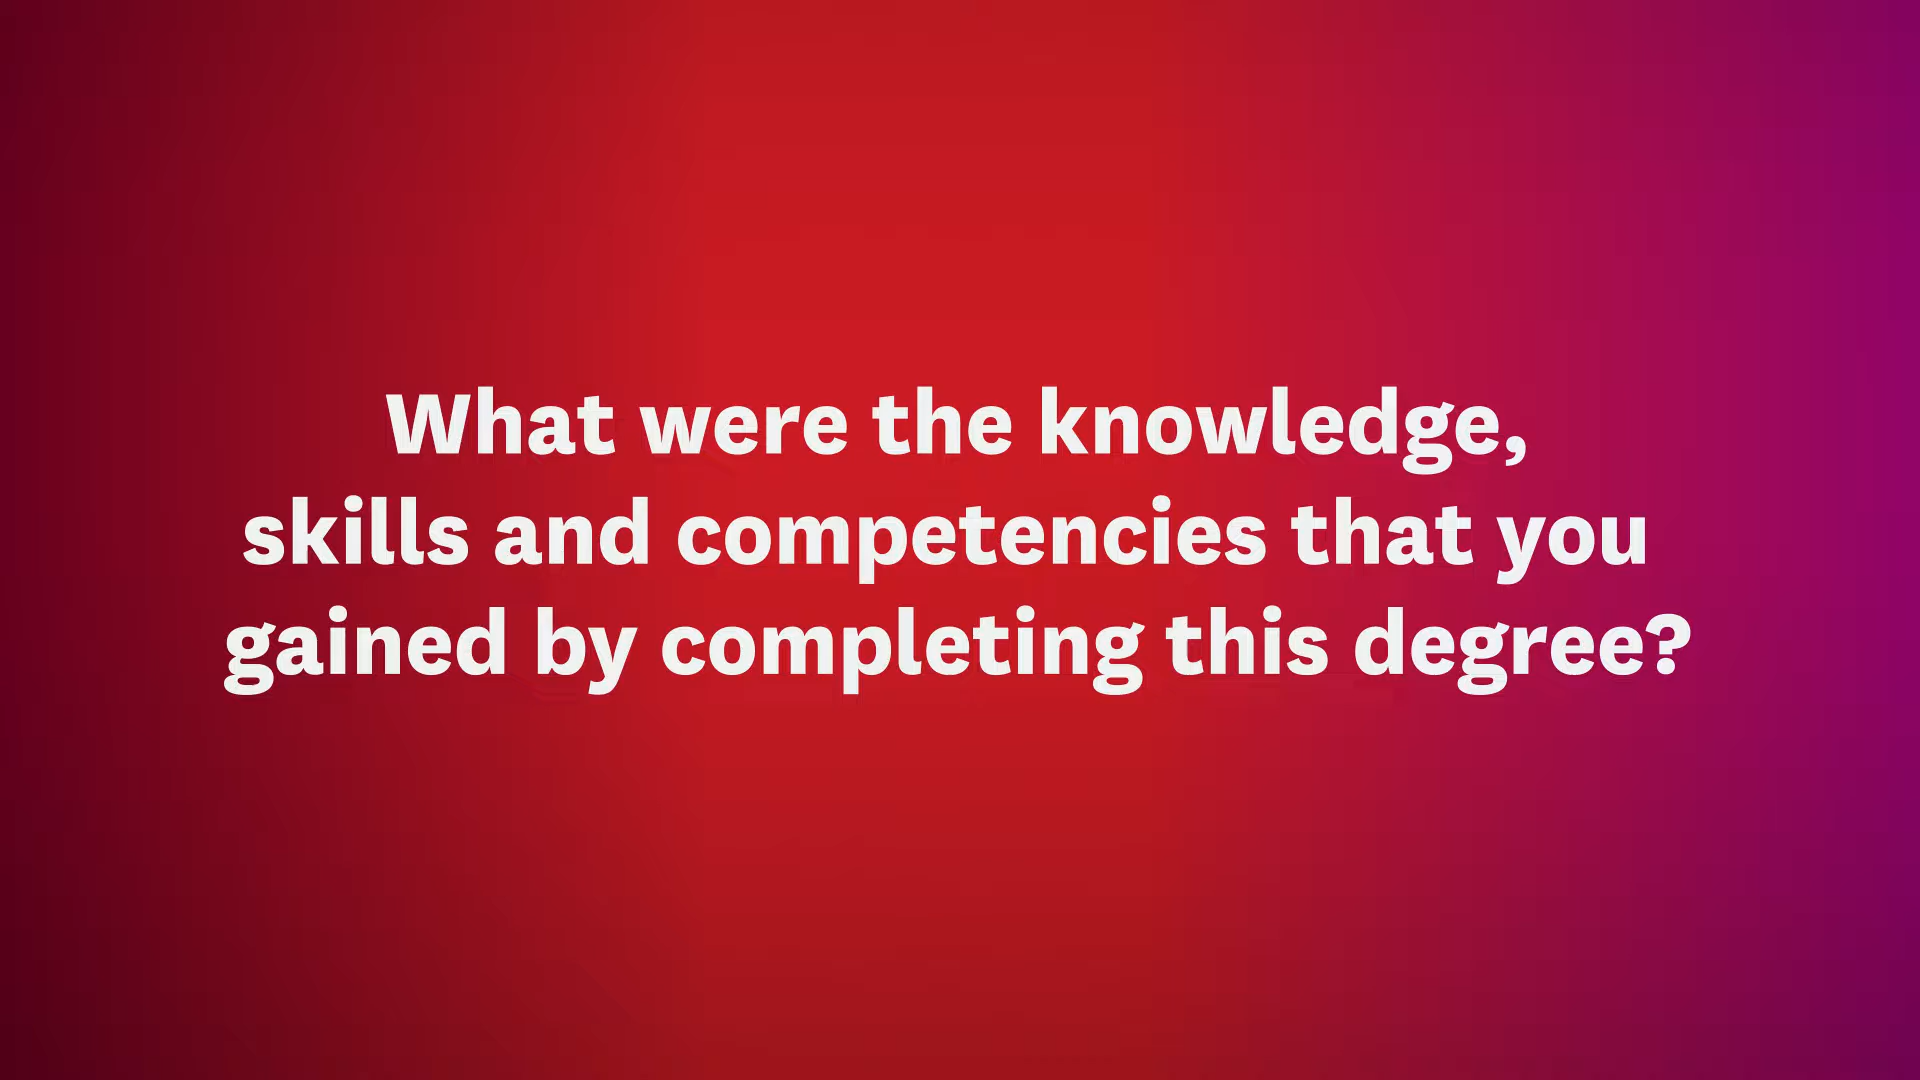 What were the knowledge,
skills and competencies that you
gained by completing this degree?